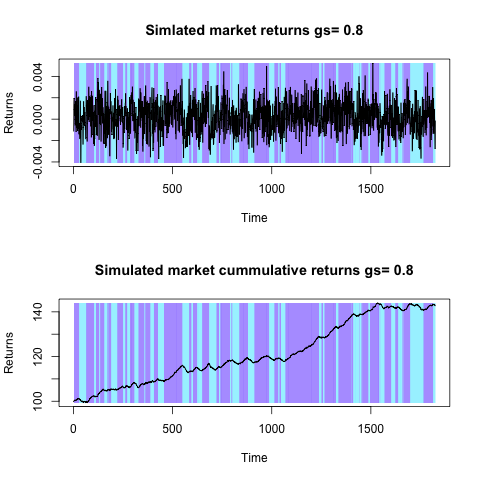 Simlated market returns gs= 0.8
Returns
0.004
0.000
-0.004
0 500 1000 1500
Time
Simulated market cummulative returns gs= 0.8
Returns
140
120
100
0 500 1000 1500
Time